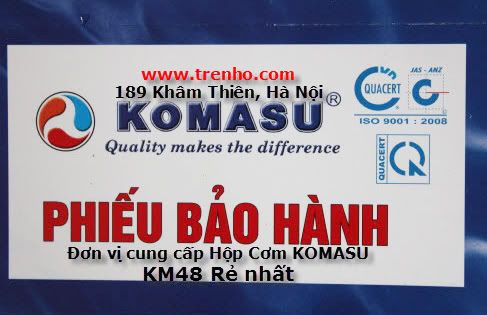 www.trenho.com
189 Khâm Thiên, Hà Nội
KOMASU®
Quality makes the difference
QUACERT
JAS - ANZ
ISO 9001 : 2008
QUACERT
PHIẾU BẢO HÀNH
Đơn vị cung cấp Hộp Cơm KOMASU
KM48 Rẻ nhất